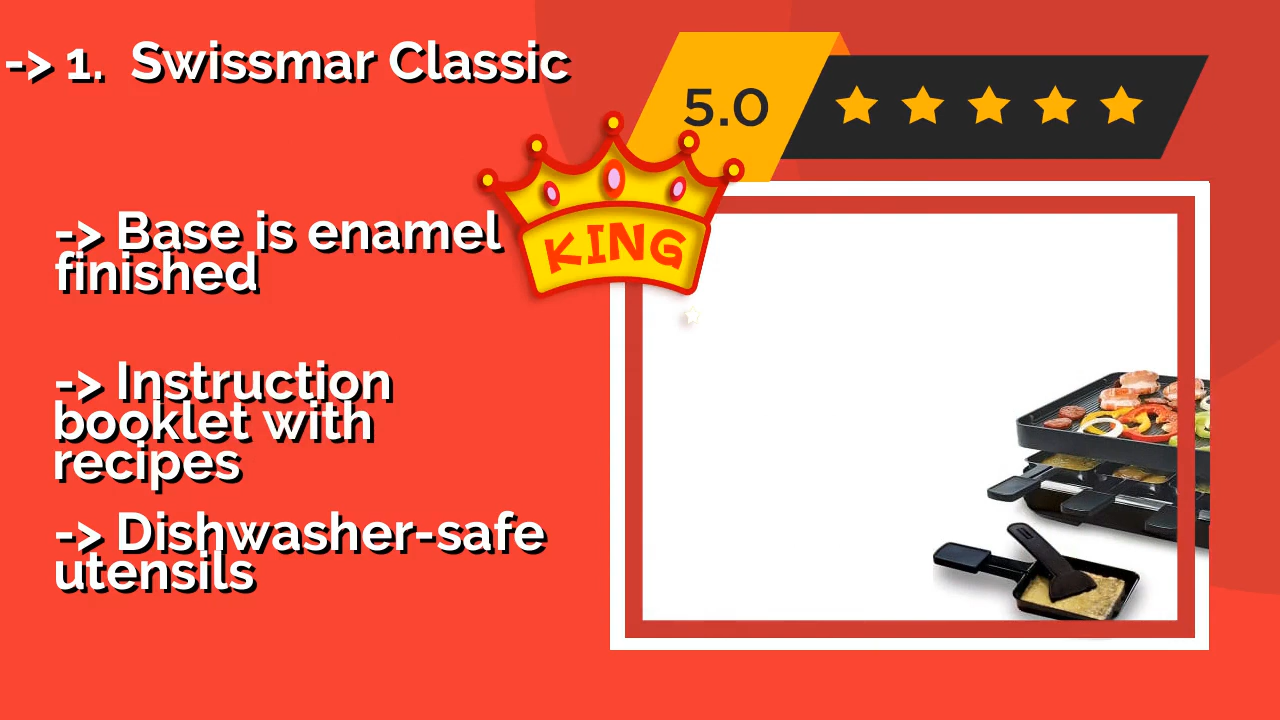 -> 1.  Swissmar Classic
5.0
KING
-> Base is enamel
finished
-> Instruction
booklet with
recipes
-> Dishwasher-safe
utensils